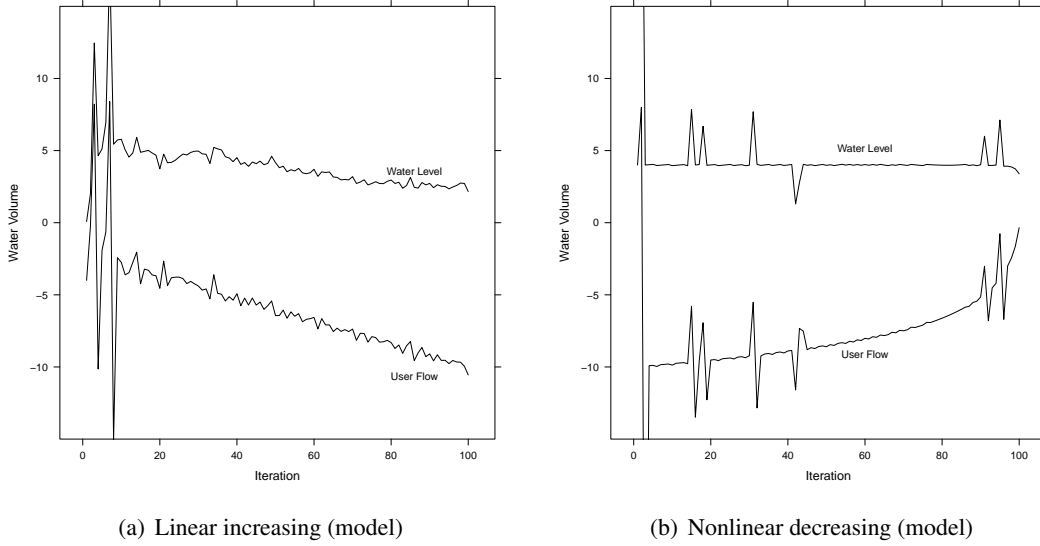 10
5
0
−5
−10
Water Volume
Water Level
User Flow
0 20 40 60 80 100
Iteration
(a) Linear increasing (model)
10
5
0
−5
−10
Water Volume
Water Level
User Flow
0 20 40 60 80 100
Iteration
(b) Nonlinear decreasing (model)